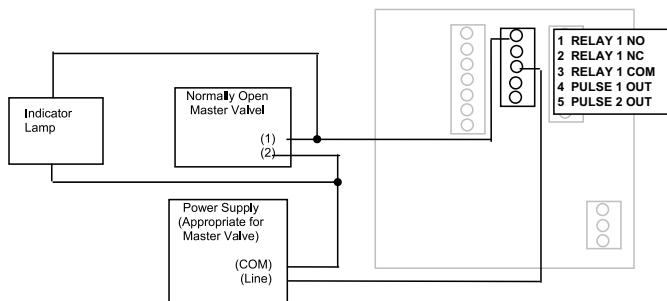 1 RELAY 1 NO
2 RELAY 1 NC
3 RELAY 1 COM
4 PULSE 1 OUT
5 PULSE 2 OUT
Indicator
Lamp
Normally Open
Master Valvel
(1)
(2)
Power Supply
(Appropriate for
Master Valve)
(COM)
(Line)